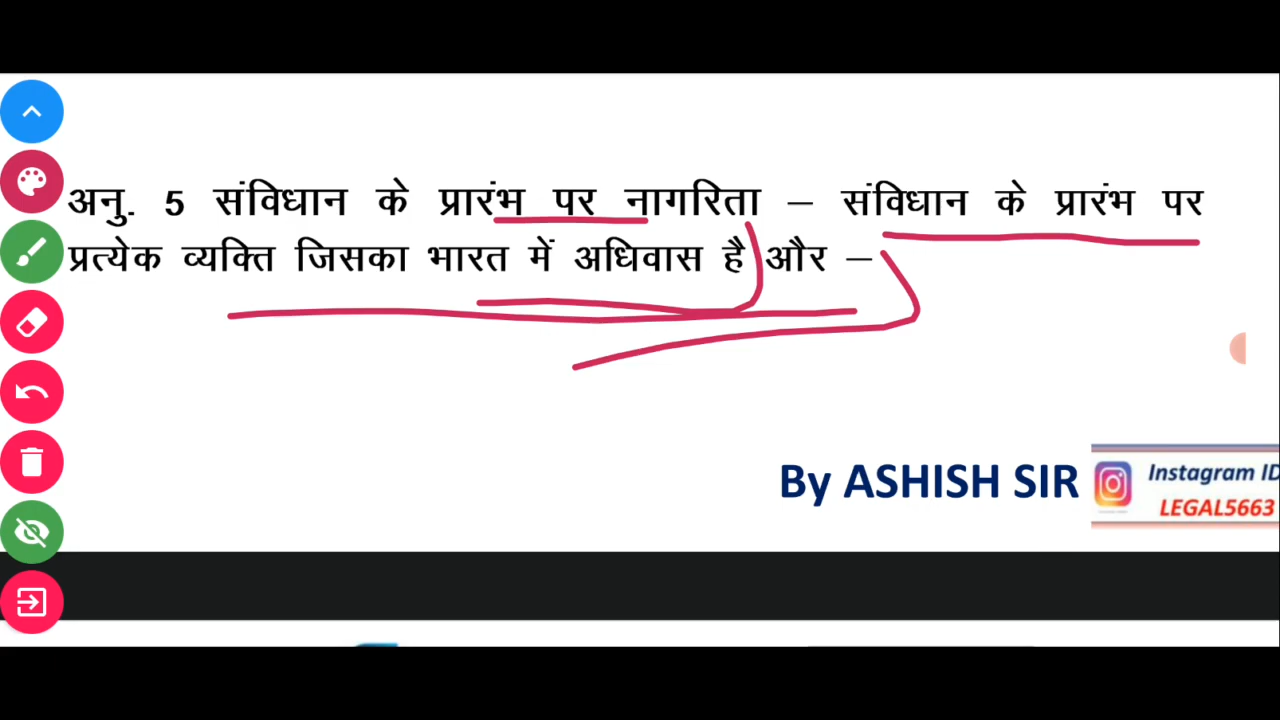 अनु. 5 संविधान के प्रारंभ पर नागरिता – संविधान के प्रारंभ पर
प्रत्येक व्यक्ति जिसका भारत में अधिवास है और –
By ASHISH SIR
Instagram ID
LEGAL5663